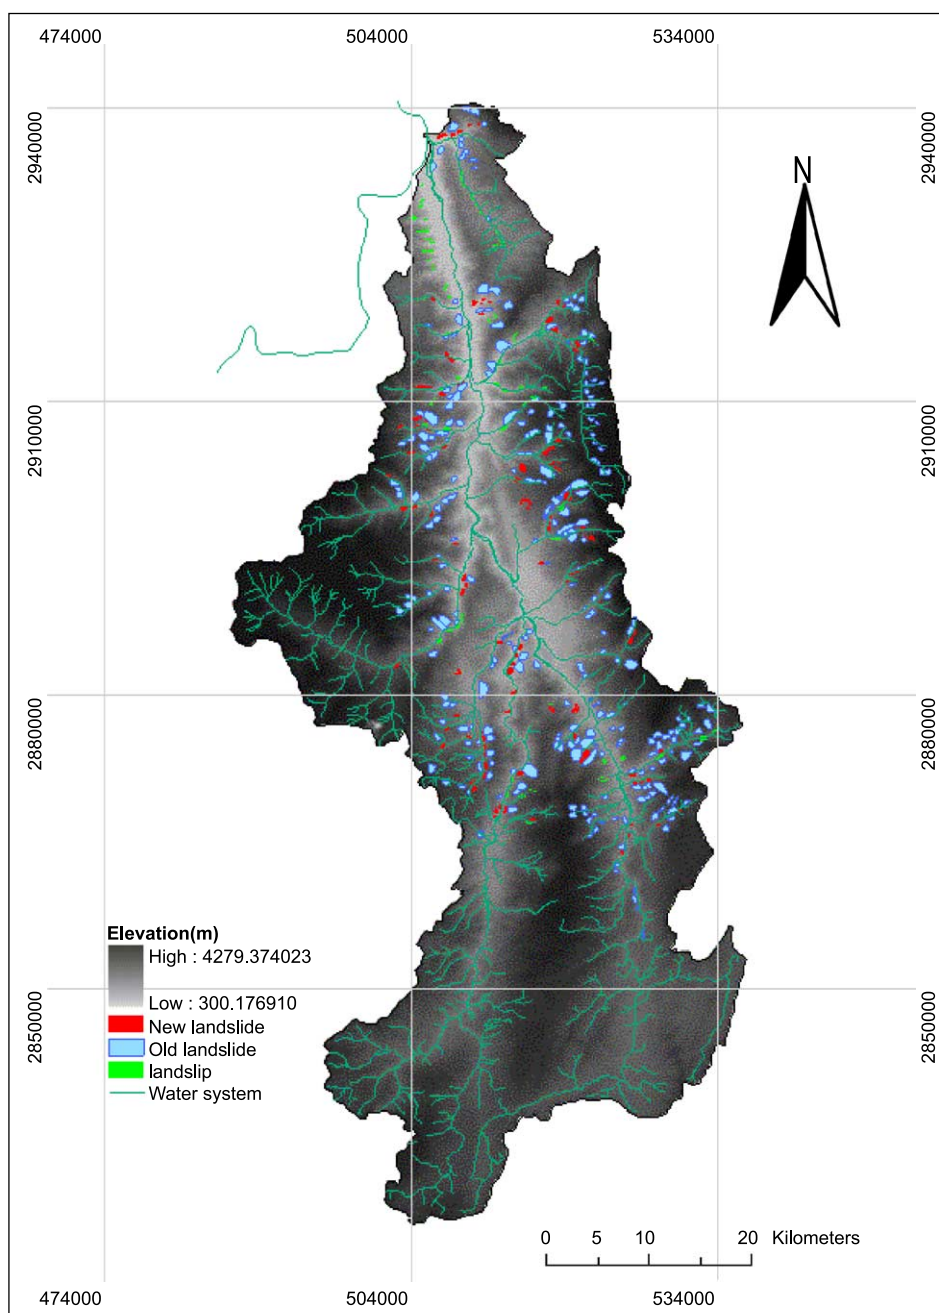 474000 504000 534000
N
2940000 2940000
2910000 2910000
2880000 2880000
2850000 2850000
Elevation(m)
High : 4279.374023
Low : 300.176910
New landslide
Old landslide
landslip
Water system
0 5 10 20 Kilometers
474000 504000 534000